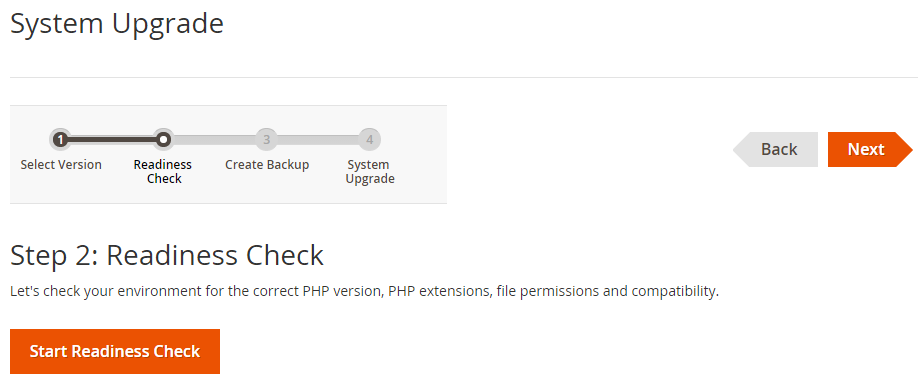 System Upgrade
1
3
4
Select Version
Readiness
Check
Create Backup
System
Upgrade
Back
Next
Step 2: Readiness Check
Let's check your environment for the correct PHP version, PHP extensions, file permissions and compatibility.
Start Readiness Check